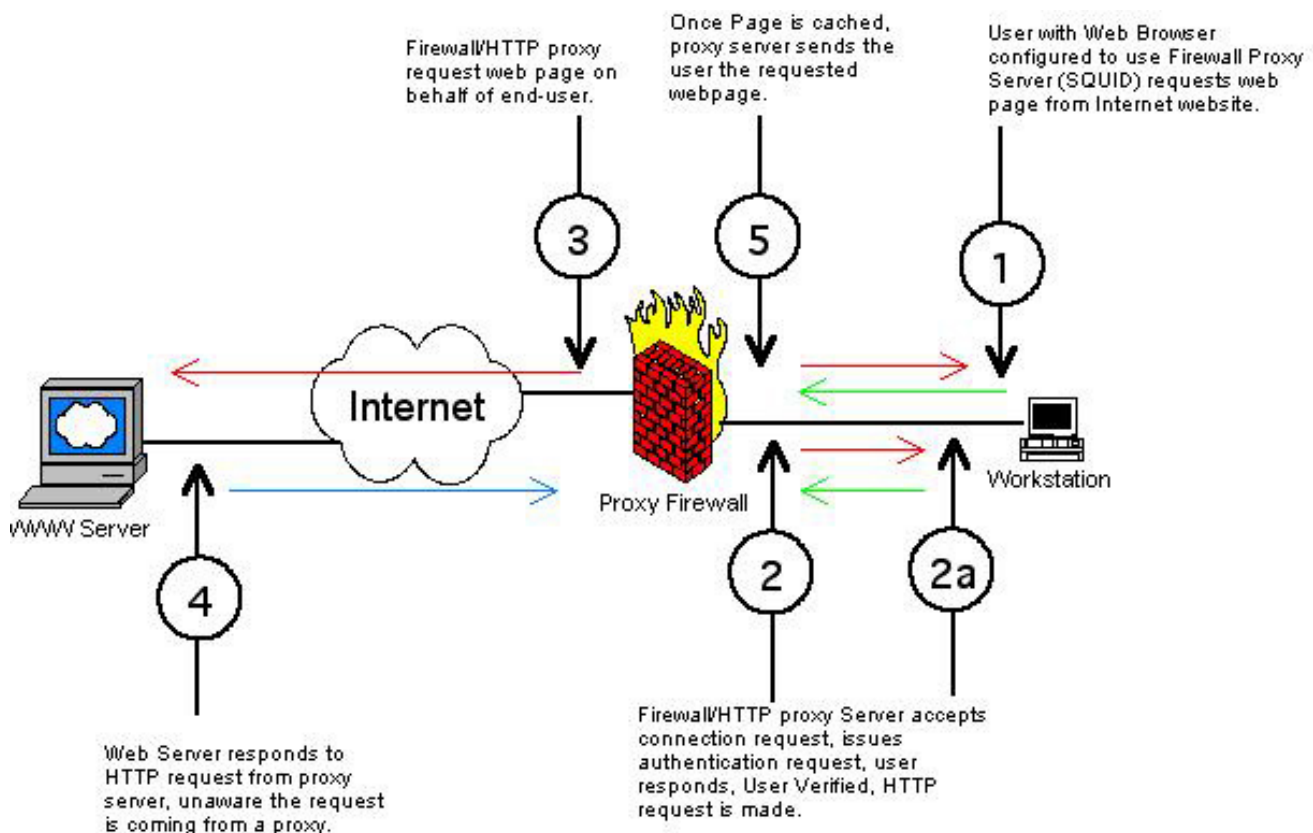 Firewall/HTTP proxy
request web page on
behalf of end-user.
Once Page is cached,
proxy server sends the
user the requested
webpage.
User with Web Browser
configured to use Firewall Proxy
Server (SQUID) requests web
page from Internet website.
3
5
1
Internet
WWW Server
Proxy Firewall
Workstation
4
2
2a
Web Server responds to
HTTP request from proxy
server, unaware the request
is coming from a proxy.
Firewall/HTTP proxy Server accepts
connection request, issues
authentication request, user
responds, User Verified, HTTP
request is made.